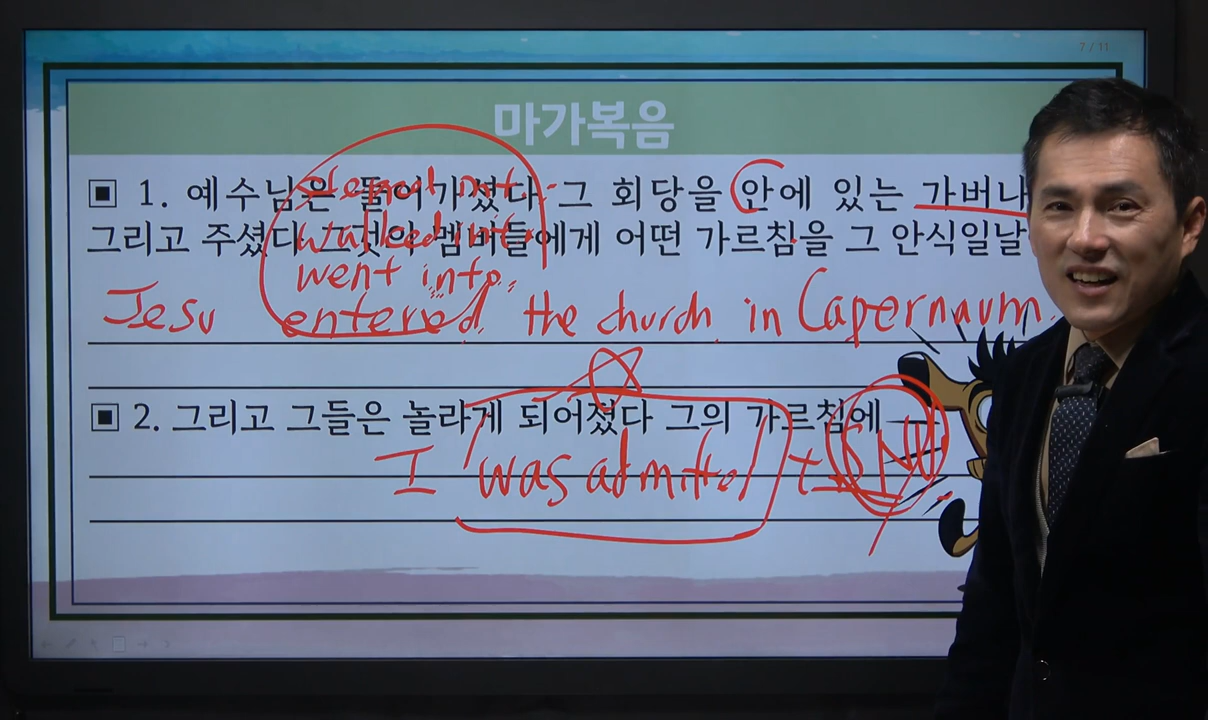 7 / 11
마가복음
▣ 1. 예수님은 들어가셨다 그 회당을 안에 있는 가버나
그리고 주셨다 그것의 멤버들에게 어떤 가르침을 그 안식일날
walked into
went into
Jesu entered the church in Capernaum.
▣ 2. 그리고 그들은 놀라게 되어졌다 그의 가르침에
I was admitted to SNU